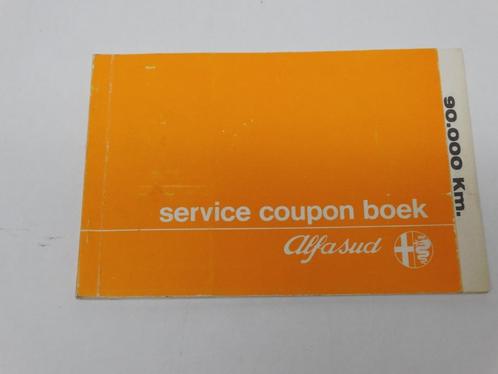 service coupon boek
alfasud
90.000 Km.